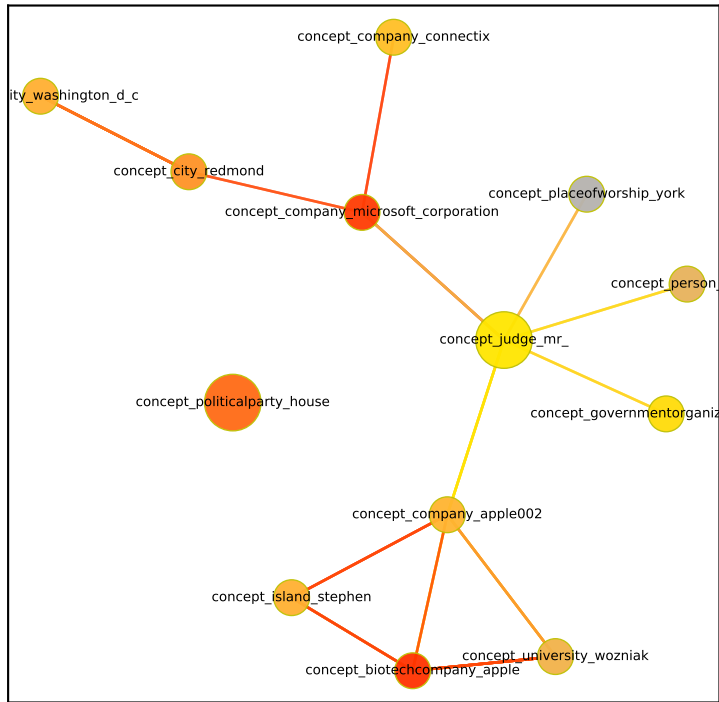 concept_company_connectix
ity_washington_d_c
concept_city_redmond
concept_placeofworship_york
concept_company_microsoft_corporation
concept_person_
concept_judge_mr_
concept_politicalparty_house
concept_governmentorganiz
concept_company_apple002
concept_island_stephen
concept_university_wozniak
concept_biotechcompany_apple